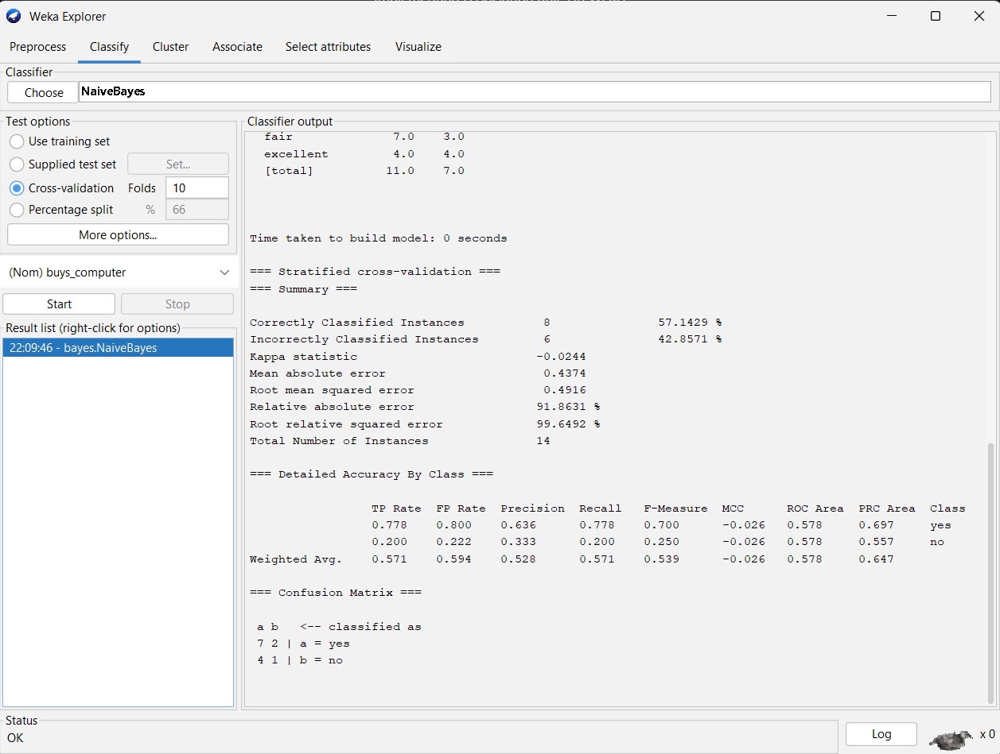 Weka Explorer
Preprocess Classify Cluster Associate Select attributes Visualize
Classifier
Choose NaiveBayes
Test options
Use training set
Supplied test set Set...
Cross-validation Folds 10
Percentage split % 66
More options...
(Nom) buys_computer
Start Stop
Result list (right-click for options)
22:09:46 - bayes.NaiveBayes
Classifier output
fair 7.0 3.0
excellent 4.0 4.0
[total] 11.0 7.0
Time taken to build model: 0 seconds
=== Stratified cross-validation ===
=== Summary ===
Correctly Classified Instances 8 57.1429 %
Incorrectly Classified Instances 6 42.8571 %
Kappa statistic -0.0244
Mean absolute error 0.4374
Root mean squared error 0.4916
Relative absolute error 91.8631 %
Root relative squared error 99.6492 %
Total Number of Instances 14
=== Detailed Accuracy By Class ===
TP Rate FP Rate Precision Recall F-Measure MCC ROC Area PRC Area Class
0.778 0.800 0.636 0.778 0.700 -0.026 0.578 0.697 yes
0.200 0.222 0.333 0.200 0.250 -0.026 0.578 0.557 no
Weighted Avg. 0.571 0.594 0.528 0.571 0.539 -0.026 0.578 0.647
=== Confusion Matrix ===
a b <-- classified as
7 2 | a = yes
4 1 | b = no
Status
OK
Log x 0